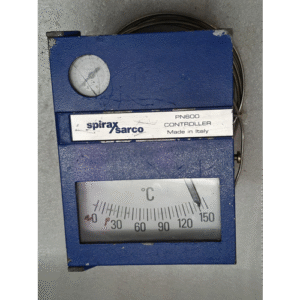 PN600
CONTROLLER
Made in Italy
spirax
/sarco
°C
0 30 60 90 120 150